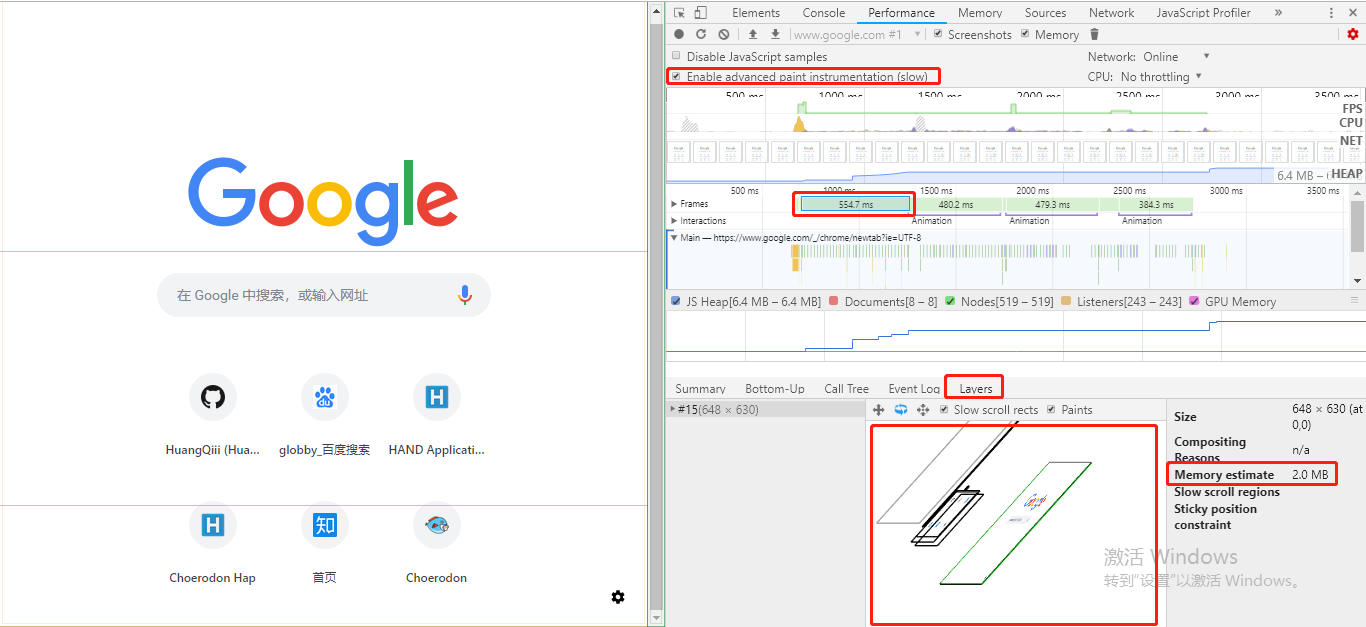 Google
在 Google 中搜索，或输入网址
HuangQiii (Hua...
globby_百度搜索
HAND Applicati...
Choerodon Hap
首页
Choerodon
Elements Console Performance Memory Sources Network JavaScript Profiler »
www.google.com #1 Screenshots Memory
Disable JavaScript samples Network: Online
Enable advanced paint instrumentation (slow) CPU: No throttling
500 ms 1000 ms 1500 ms 2000 ms 2500 ms 3000 ms 3500 ms
FPS
CPU
NET
6.4 MB – HEAP
500 ms 1000 ms 1500 ms 2000 ms 2500 ms 3000 ms 3500 ms
Frames 554.7 ms 480.2 ms 479.3 ms 384.3 ms
Interactions Animation Animation Animation
Main — https://www.google.com/_/chrome/newtab?ie=UTF-8
JS Heap[6.4 MB – 6.4 MB] Documents[8 – 8] Nodes[519 – 519] Listeners[243 – 243] GPU Memory
Summary Bottom-Up Call Tree Event Log Layers
#15(648 × 630) Slow scroll rects Paints
Size 648 × 630 (at
0,0)
Compositing
Reasons n/a
Memory estimate 2.0 MB
Slow scroll regions
Sticky position
constraint
激活 Windows
转到"设置"以激活 Windows。